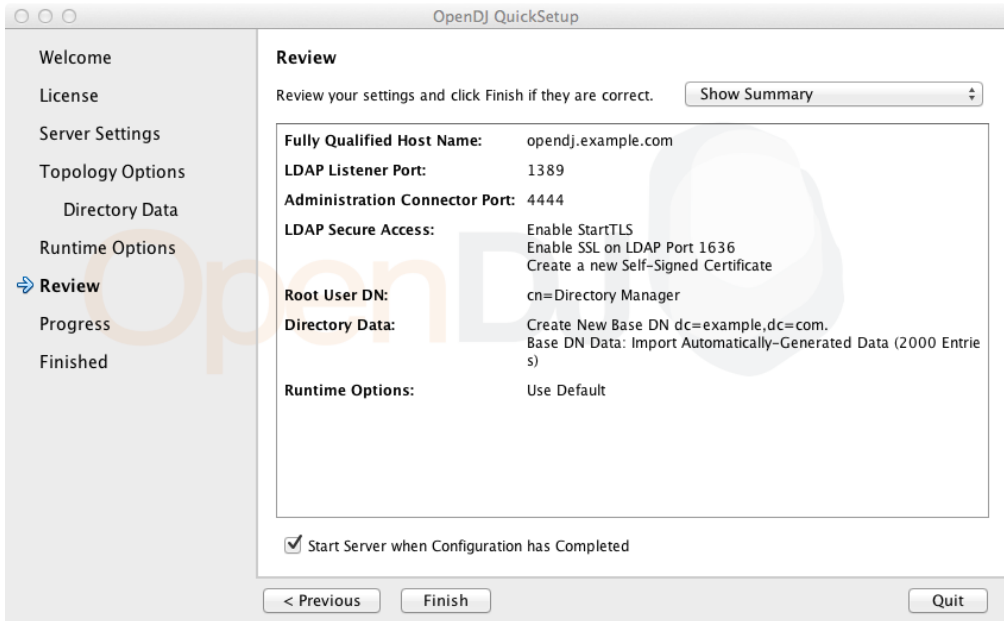 OpenDJ QuickSetup
Welcome
License
Server Settings
Topology Options
Directory Data
Runtime Options
Review
Progress
Finished
Review
Review your settings and click Finish if they are correct.
Show Summary
Fully Qualified Host Name: opendj.example.com
LDAP Listener Port: 1389
Administration Connector Port: 4444
LDAP Secure Access: Enable StartTLS
Enable SSL on LDAP Port 1636
Create a new Self-Signed Certificate
Root User DN: cn=Directory Manager
Directory Data: Create New Base DN dc=example,dc=com.
Base DN Data: Import Automatically-Generated Data (2000 Entrie
s)
Runtime Options: Use Default
OpenDJ
Start Server when Configuration has Completed
< Previous
Finish
Quit